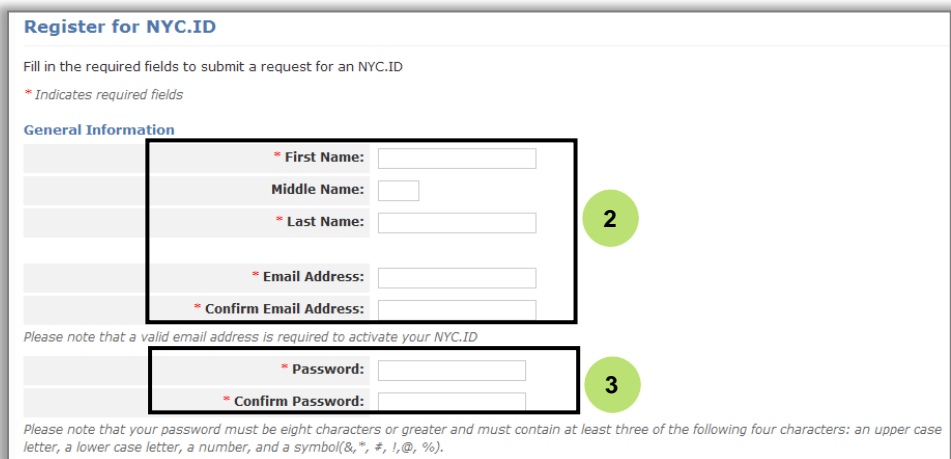 Register for NYC.ID
Fill in the required fields to submit a request for an NYC.ID
* Indicates required fields
General Information
* First Name:
Middle Name:
* Last Name:
2
* Email Address:
* Confirm Email Address:
Please note that a valid email address is required to activate your NYC.ID
* Password:
3
* Confirm Password:
Please note that your password must be eight characters or greater and must contain at least three of the following four characters: an upper case
letter, a lower case letter, a number, and a symbol(&,*, #, !,@, %).